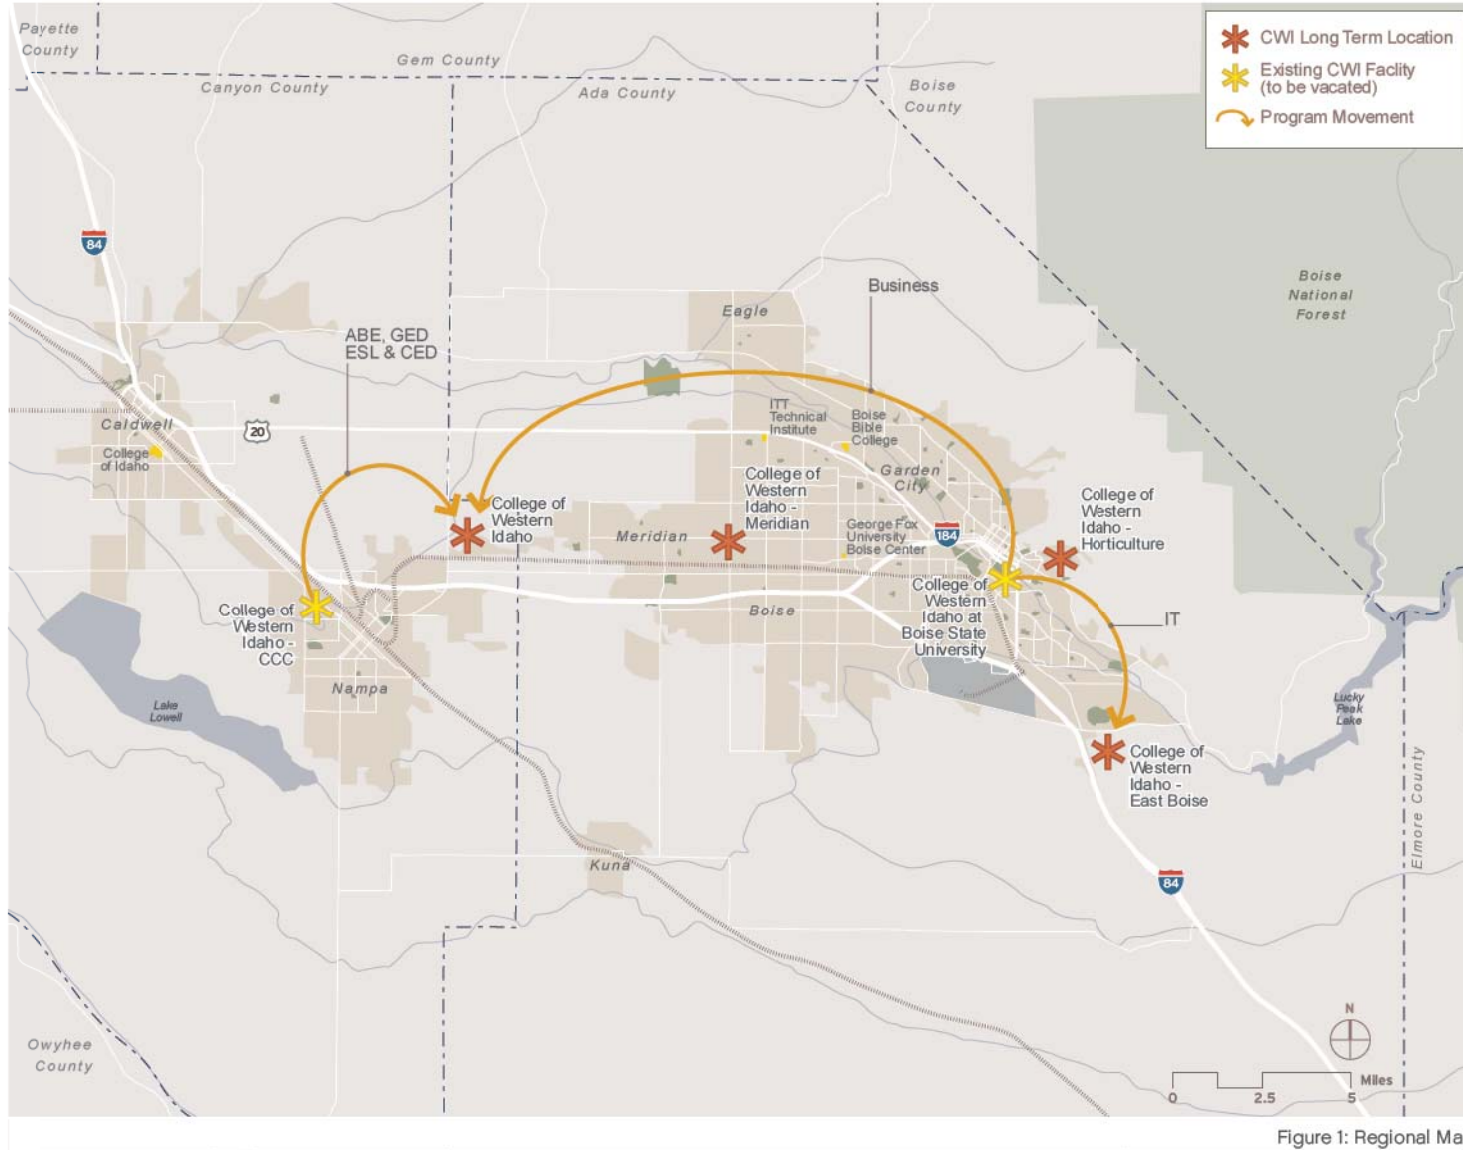 Payette
County
Gem County
Canyon County
Ada County
Boise
County
CWI Long Term Location
Existing CWI Faclity
(to be vacated)
Program Movement
84
Boise
National
Forest
Business
Eagle
ABE, GED
ESL & CED
ITT
Technical
Institute
Boise
Bible
College
Caldwell
20
College
of Idaho
Garden
City
College of
Western
Idaho -
Meridian
College of
Western
Idaho -
Horticulture
College of
Western
Idaho
Meridian
George Fox
University
Boise Center
184
College of
Western
Idaho at
Boise State
University
College of
Western
Idaho -
CCC
Boise
IT
Nampa
Lake
Lowell
Lucky
Peak
Lake
College of
Western
Idaho -
East Boise
Elmore County
Kuna
84
Owyhee
County
N
Miles
0
2.5
5
Figure 1: Regional Ma